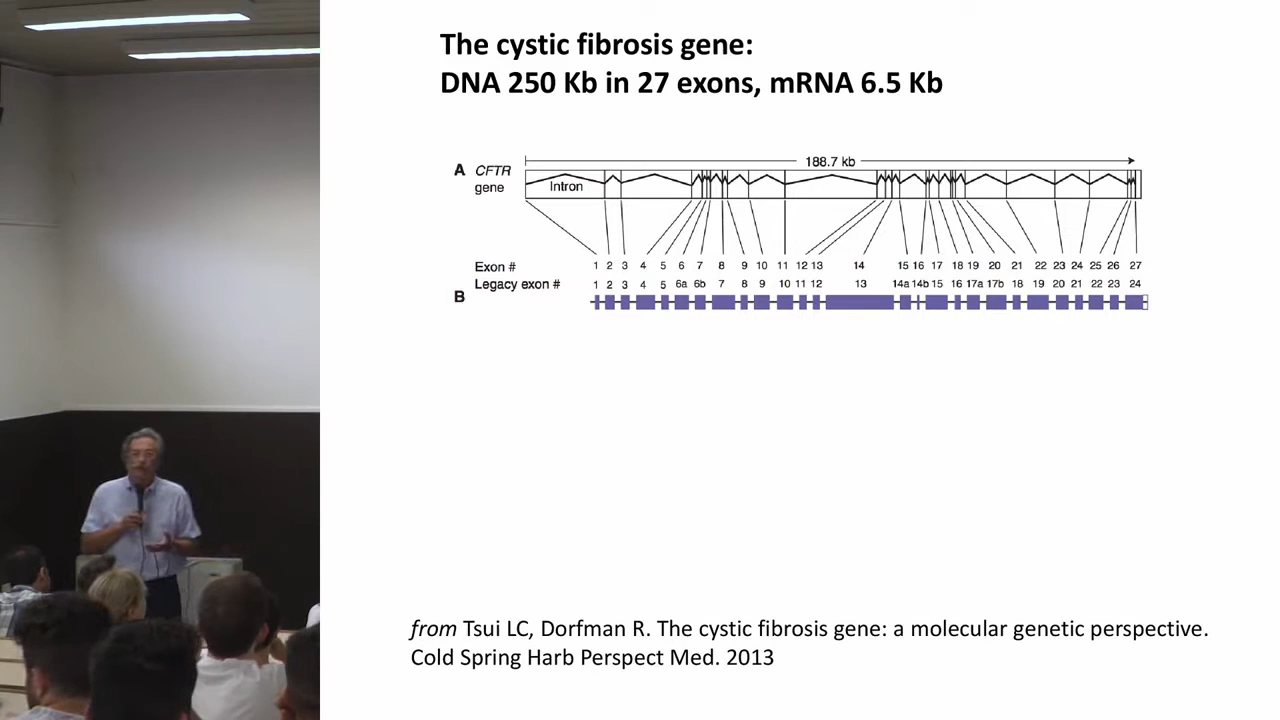 The cystic fibrosis gene:
DNA 250 Kb in 27 exons, mRNA 6.5 Kb
188.7 kb
A CFTR gene
Intron
Exon # 1 2 3 4 5 6 7 8 9 10 11 12 13 14 15 16 17 18 19 20 21 22 23 24 25 26 27
Legacy exon # 1 2 3 4 5 6a 6b 7 8 9 10 11 12 13 14a 14b 15 16 17a 17b 18 19 20 21 22 23 24
B
from Tsui LC, Dorfman R. The cystic fibrosis gene: a molecular genetic perspective.
Cold Spring Harb Perspect Med. 2013